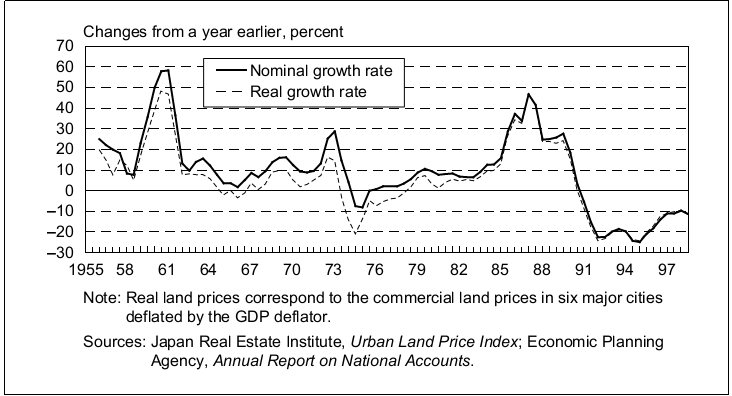 Changes from a year earlier, percent
70
60
50
40
30
20
10
0
–10
–20
–30
Nominal growth rate
Real growth rate
1955 58 61 64 67 70 73 76 79 82 85 88 91 94 97
Note: Real land prices correspond to the commercial land prices in six major cities
deflated by the GDP deflator.
Sources: Japan Real Estate Institute, Urban Land Price Index; Economic Planning
Agency, Annual Report on National Accounts.